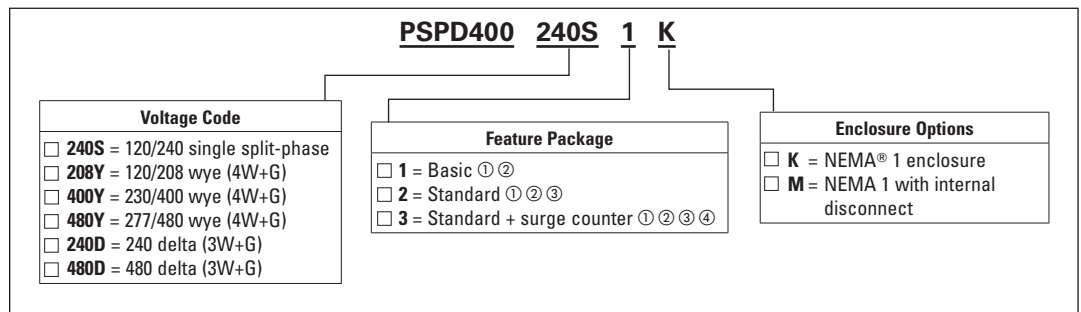 PSPD400 240S 1 K
Voltage Code
240S = 120/240 single split-phase
208Y = 120/208 wye (4W+G)
400Y = 230/400 wye (4W+G)
480Y = 277/480 wye (4W+G)
240D = 240 delta (3W+G)
480D = 480 delta (3W+G)
Feature Package
1 = Basic ① ②
2 = Standard ① ② ③
3 = Standard + surge counter ① ② ③ ④
Enclosure Options
K = NEMA® 1 enclosure
M = NEMA 1 with internal
disconnect